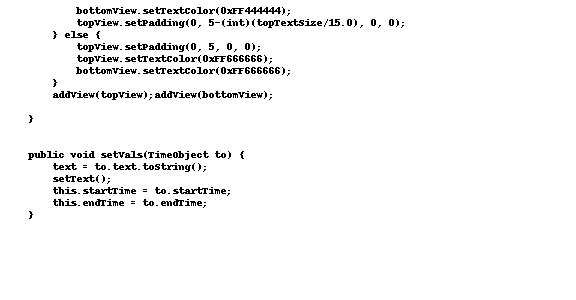 bottomView.setTextColor(0xFF444444);
topView.setPadding(0, 5-(int)(topTextSize/15.0), 0, 0);
} else {
topView.setPadding(0, 5, 0, 0);
topView.setTextColor(0xFF666666);
bottomView.setTextColor(0xFF666666);
}
addView(topView);addView(bottomView);
}
public void setVals(TimeObject to) {
text = to.text.toString();
setText();
this.startTime = to.startTime;
this.endTime = to.endTime;
}